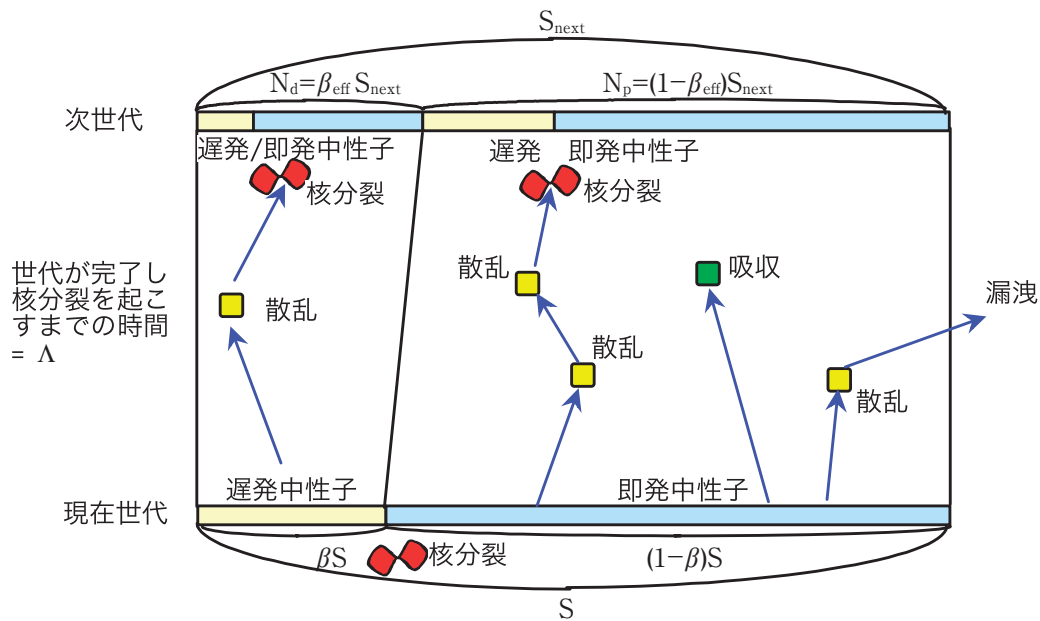 Snext
Nd=βeff Snext
Np=(1−βeff)Snext
次世代
遅発/即発中性子
遅発
即発中性子
核分裂
核分裂
世代が完了し
核分裂を起こ
すまでの時間
= Λ
散乱
吸収
漏洩
散乱
散乱
散乱
遅発中性子
即発中性子
現在世代
βS
核分裂
(1−β)S
S